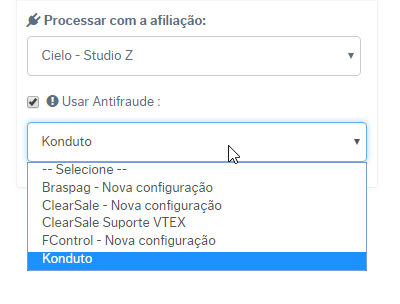 Processar com a afiliação:
Cielo - Studio Z
Usar Antifraude :
Konduto
-- Selecione --
Braspag - Nova configuração
ClearSale - Nova configuração
ClearSale Suporte VTEX
FControl - Nova configuração
Konduto